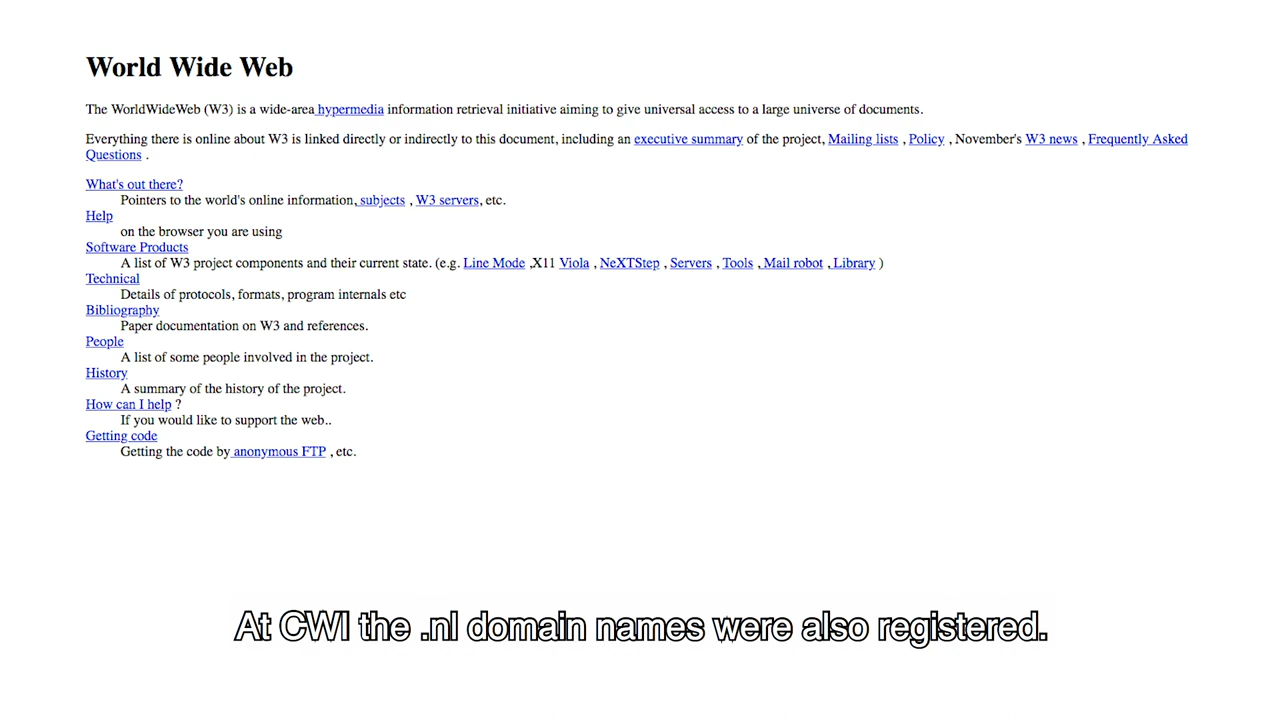 World Wide Web
The WorldWideWeb (W3) is a wide-area hypermedia information retrieval initiative aiming to give universal access to a large universe of documents.
Everything there is online about W3 is linked directly or indirectly to this document, including an executive summary of the project, Mailing lists , Policy , November's W3 news , Frequently Asked
Questions .
What's out there?
Pointers to the world's online information, subjects , W3 servers, etc.
Help
on the browser you are using
Software Products
A list of W3 project components and their current state. (e.g. Line Mode ,X11 Viola , NeXTStep , Servers , Tools , Mail robot , Library )
Technical
Details of protocols, formats, program internals etc
Bibliography
Paper documentation on W3 and references.
People
A list of some people involved in the project.
History
A summary of the history of the project.
How can I help ?
If you would like to support the web..
Getting code
Getting the code by anonymous FTP , etc.
At CWI the .nl domain names were also registered.